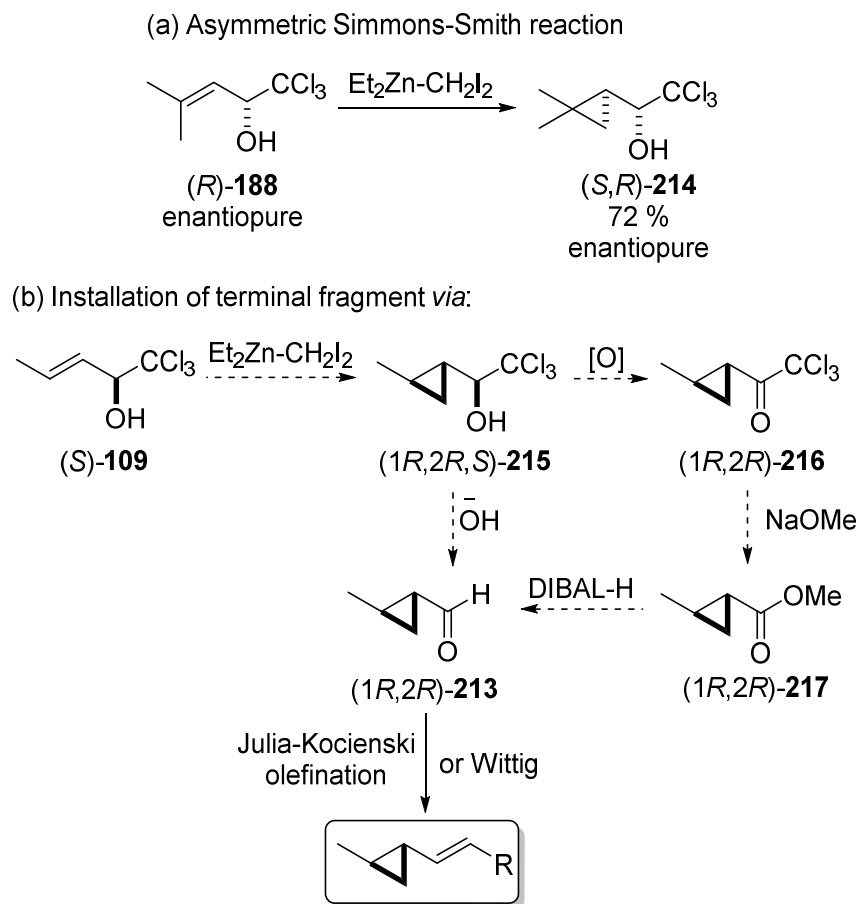 (a) Asymmetric Simmons-Smith reaction
CCl3
OH
Et2Zn-CH2I2
CCl3
OH
(R)-188
enantiopure
(S,R)-214
72 %
enantiopure
(b) Installation of terminal fragment via:
CCl3
OH
Et2Zn-CH2I2
CCl3
OH
[O]
CCl3
O
(S)-109
(1R,2R,S)-215
(1R,2R)-216
OH
NaOMe
H
O
DIBAL-H
OMe
O
(1R,2R)-213
(1R,2R)-217
Julia-Kocienski
olefination
or Wittig
R